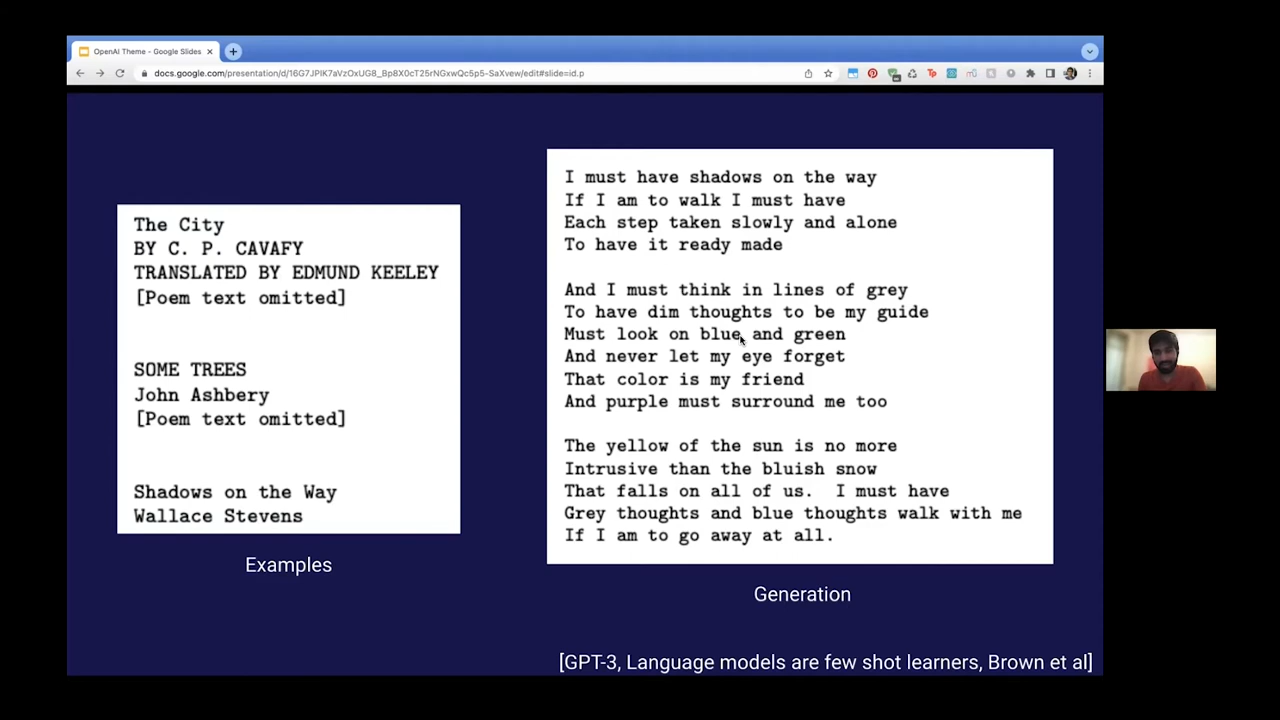 OpenAI Theme - Google Slides
docs.google.com/presentation/d/16G7JPIK7aVzOxUG8_Bp8X0cT25rNGxwQc5p5-SaXvew/edit#slide=id.p
The City
BY C. P. CAVAFY
TRANSLATED BY EDMUND KEELEY
[Poem text omitted]
SOME TREES
John Ashbery
[Poem text omitted]
Shadows on the Way
Wallace Stevens
Examples
I must have shadows on the way
If I am to walk I must have
Each step taken slowly and alone
To have it ready made
And I must think in lines of grey
To have dim thoughts to be my guide
Must look on blue and green
And never let my eye forget
That color is my friend
And purple must surround me too
The yellow of the sun is no more
Intrusive than the bluish snow
That falls on all of us. I must have
Grey thoughts and blue thoughts walk with me
If I am to go away at all.
Generation
[GPT-3, Language models are few shot learners, Brown et al]